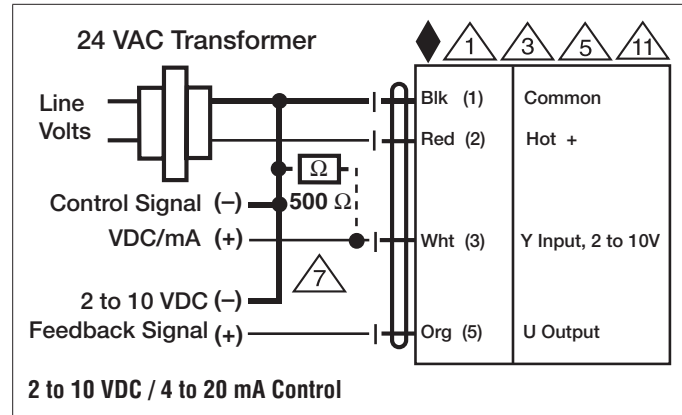 24 VAC Transformer
1 3 5 11
Line
Volts
Blk (1) Common
Red (2) Hot +
Ω
500 Ω
Control Signal (–)
VDC/mA (+)
Wht (3) Y Input, 2 to 10V
7
2 to 10 VDC (–)
Feedback Signal (+)
Org (5) U Output
2 to 10 VDC / 4 to 20 mA Control